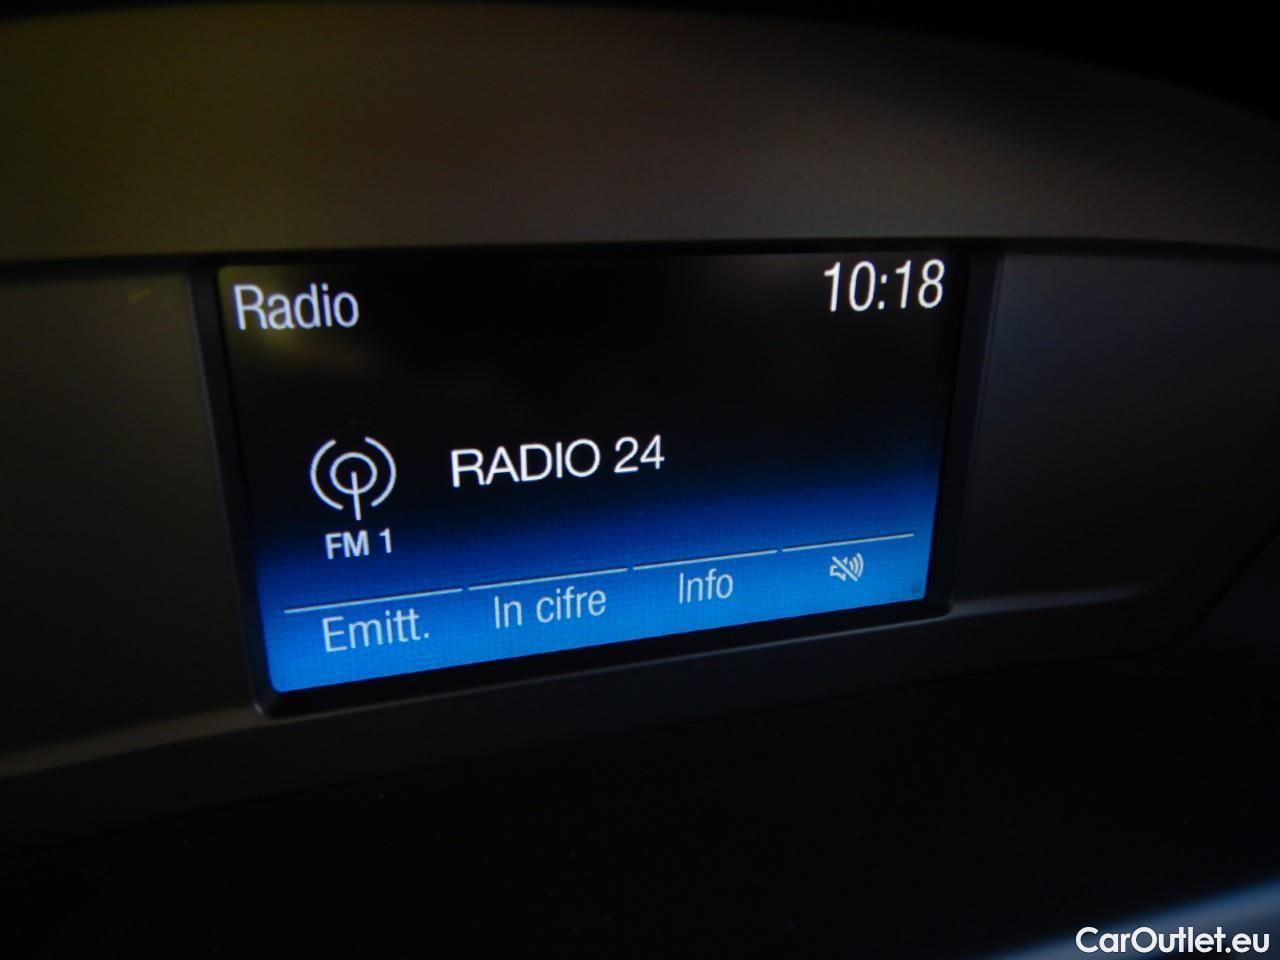 Radio 10:18
RADIO 24
FM 1
Emitt. In cifre Info
CarOutlet.eu